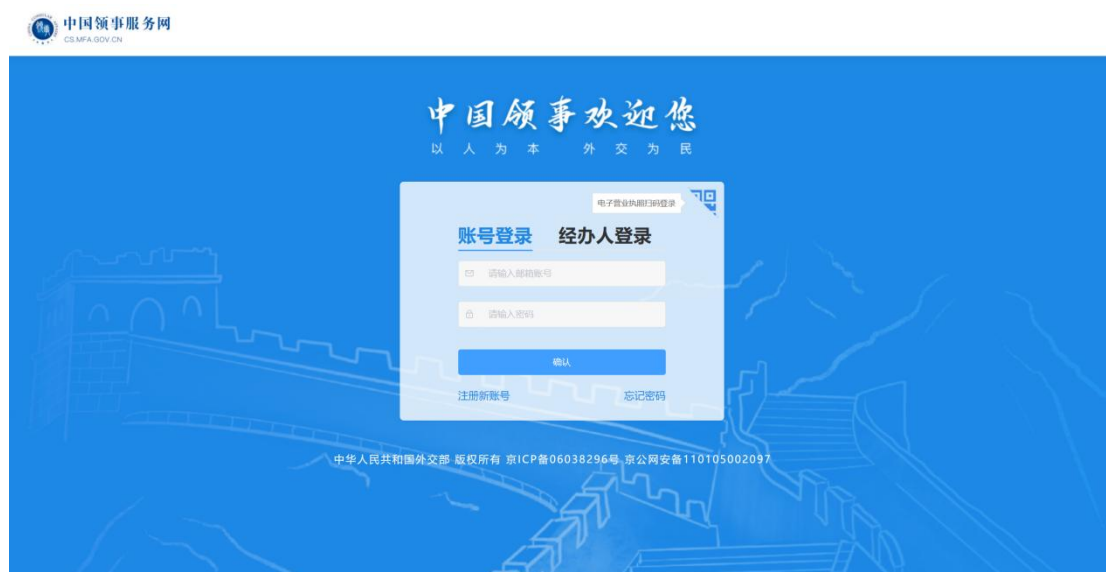 中国领事服务网
CS.MFA.GOV.CN
中国领事欢迎您
以人为本 外交为民
电子营业执照扫码登录
账号登录 经办人登录
请输入邮箱账号
请输入密码
确认
注册新账号 忘记密码
中华人民共和国外交部 版权所有 京ICP备06038296号 京公网安备110105002097